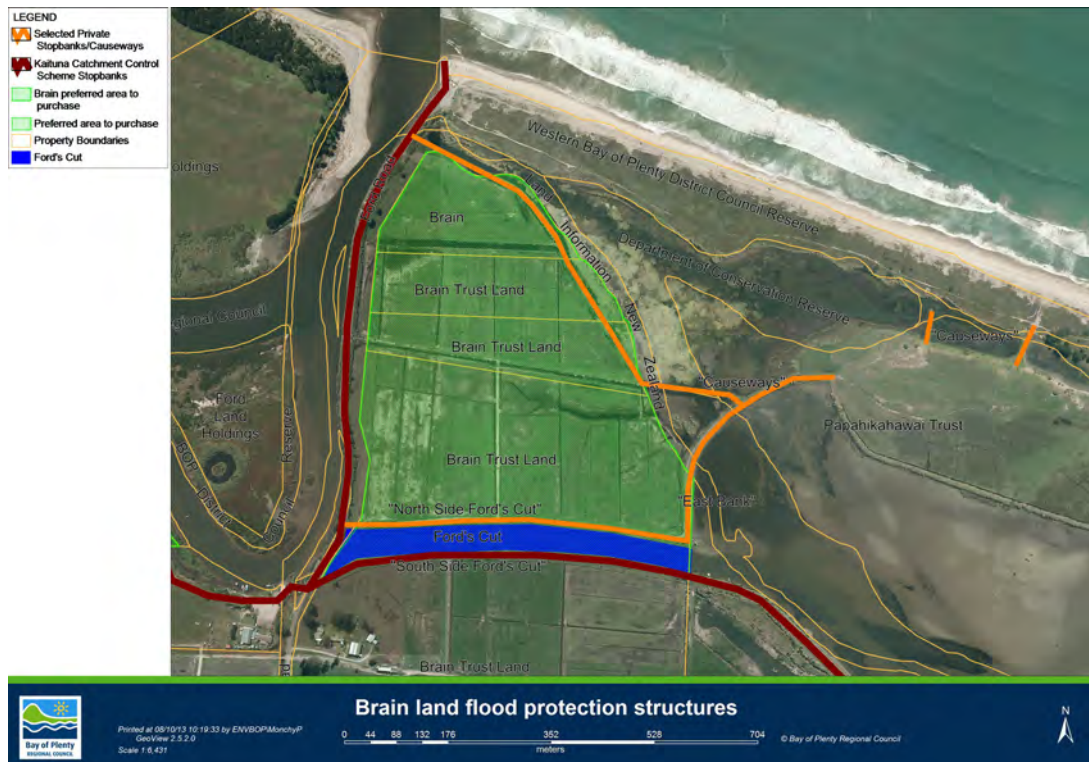 LEGEND
Selected Private
Stopbanks/Causeways
Kaituna Catchment Control
Scheme Stopbanks
Brain preferred area to
purchase
Preferred area to purchase
Property Boundaries
Ford's Cut
oldings
Western Bay of Plenty District Council Reserve
Land Information New Zealand
Department of Conservation Reserve
Brain
Brain Trust Land
Brain Trust Land
egional Council
"Causeways"
"Causeways"
Ford
Land
Holdings
Reserve
Council
District
BOP
Papahikahawai Trust
Brain Trust Land
"East Bank"
"North Side Ford's Cut"
Ford's Cut
"South Side Ford's Cut"
Brain Trust Land
Brain land flood protection structures
Bay of Plenty
REGIONAL COUNCIL
Printed at 08/10/13 10:19:33 by ENVBOP\MonchyP
GeoView 2.5.2.0
Scale 1:6,431
0 44 88 132 176 352 528 704
meters
© Bay of Plenty Regional Council
N